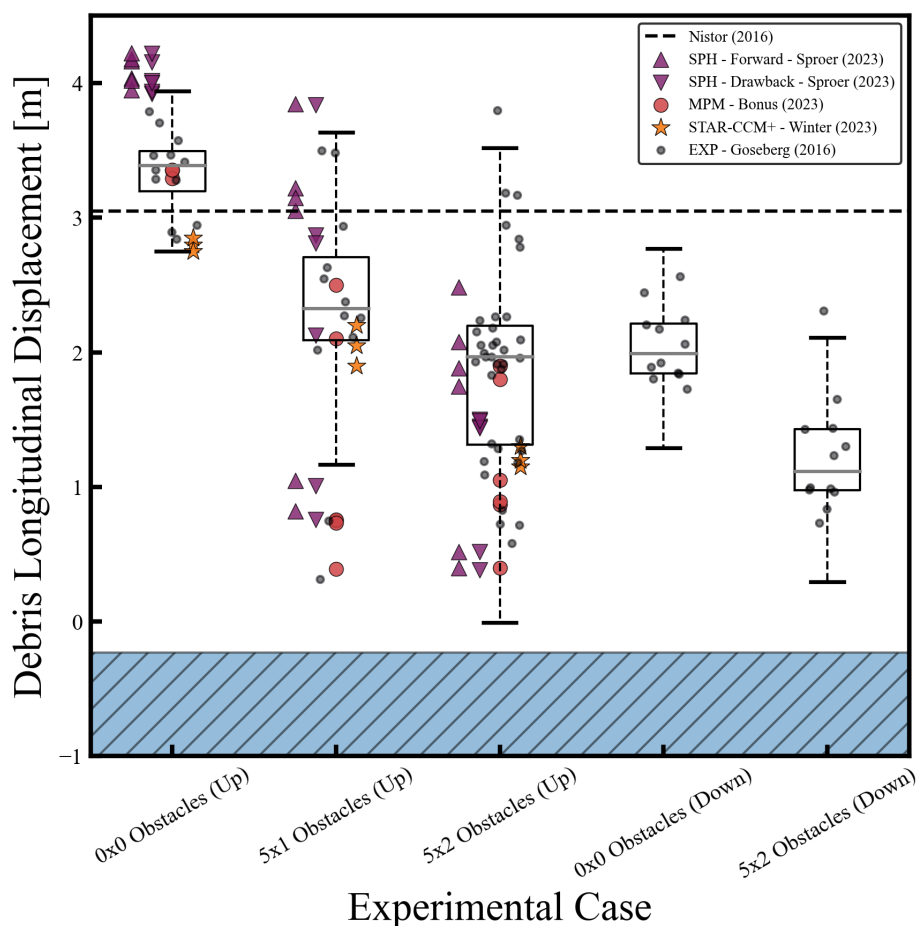 Debris Longitudinal Displacement [m]
4
3
2
1
0
−1
Nistor (2016)
SPH - Forward - Sproer (2023)
SPH - Drawback - Sproer (2023)
MPM - Bonus (2023)
STAR-CCM+ - Winter (2023)
EXP - Goseberg (2016)
0x0 Obstacles (Up)
5x1 Obstacles (Up)
5x2 Obstacles (Up)
0x0 Obstacles (Down)
5x2 Obstacles (Down)
Experimental Case